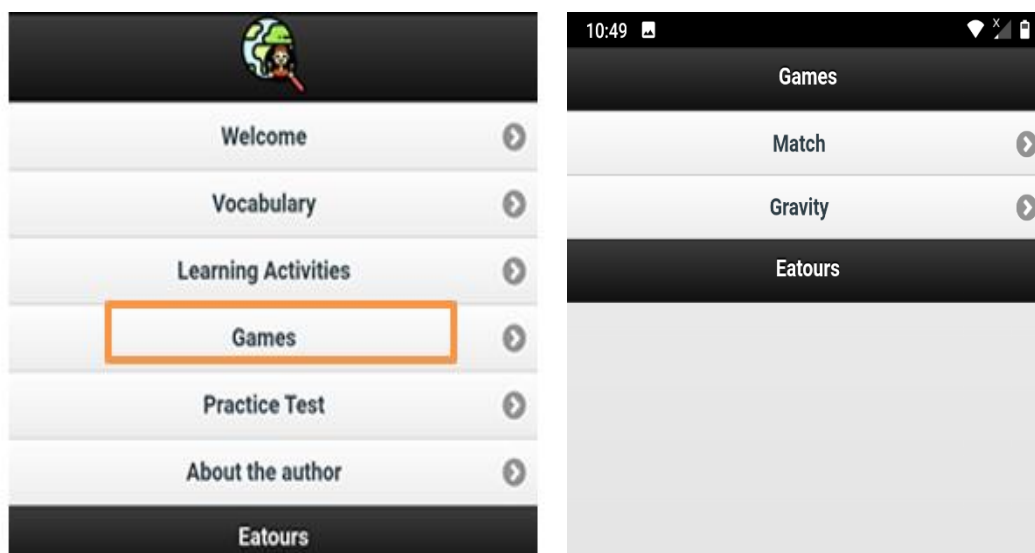 Welcome
Vocabulary
Learning Activities
Games
Practice Test
About the author
Eatours
10:49
Games
Match
Gravity
Eatours